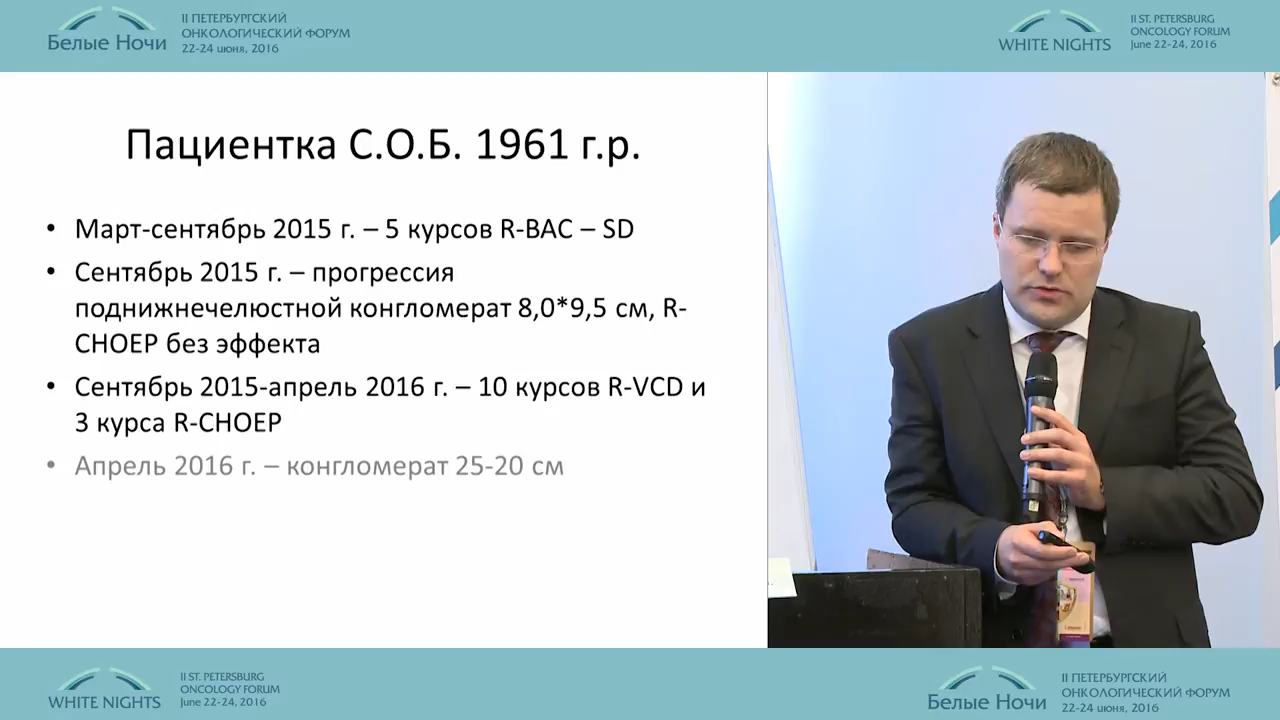 Белые Ночи
II ПЕТЕРБУРГСКИЙ
ОНКОЛОГИЧЕСКИЙ ФОРУМ
22-24 июня, 2016
WHITE NIGHTS
II ST. PETERSBURG
ONCOLOGY FORUM
June 22-24, 2016
Пациентка С.О.Б. 1961 г.р.
• Март-сентябрь 2015 г. – 5 курсов R-BAC – SD
• Сентябрь 2015 г. – прогрессия
поднижнечелюстной конгломерат 8,0*9,5 см, R-
CHOEP без эффекта
• Сентябрь 2015-апрель 2016 г. – 10 курсов R-VCD и
3 курса R-CHOEP
• Апрель 2016 г. – конгломерат 25-20 см
WHITE NIGHTS
II ST. PETERSBURG
ONCOLOGY FORUM
June 22-24, 2016
Белые Ночи
II ПЕТЕРБУРГСКИЙ
ОНКОЛОГИЧЕСКИЙ ФОРУМ
22-24 июня, 2016